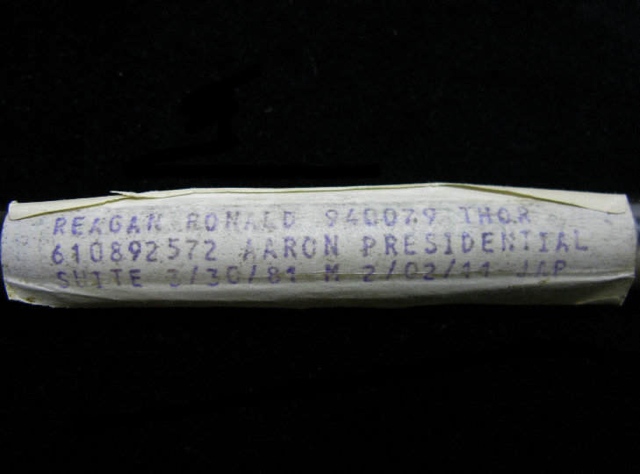 REAGAN RONALD 940079 THOR
610892572 AARON PRESIDENTIAL
SUITE 3/30/81 M 2/02/11 JAP